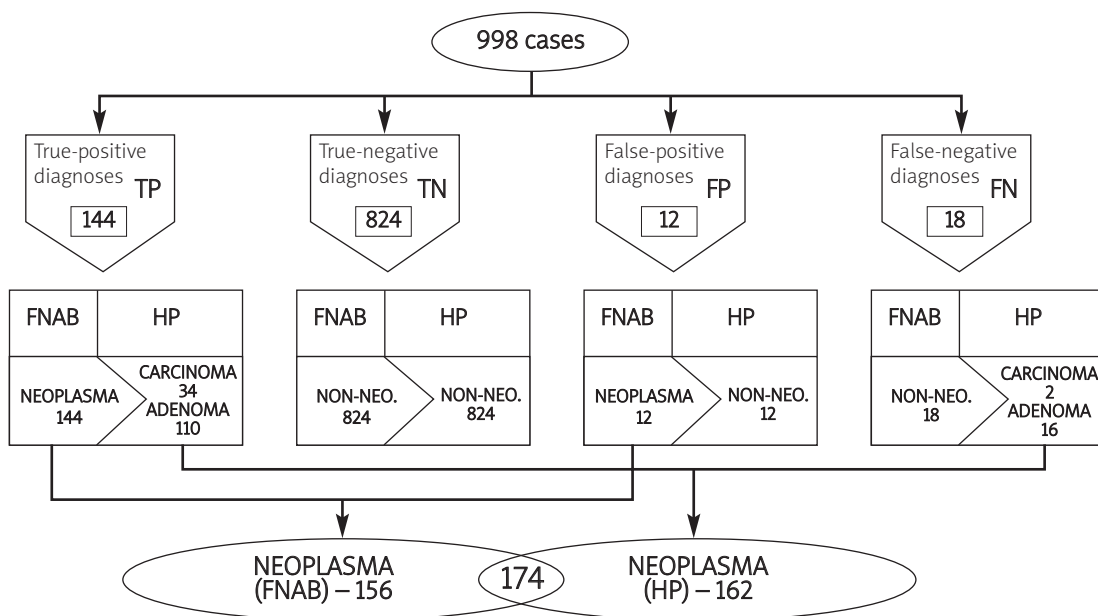 998 cases
True-positive
diagnoses TP
144
True-negative
diagnoses TN
824
False-positive
diagnoses FP
12
False-negative
diagnoses FN
18
FNAB HP
NEOPLASMA
144
CARCINOMA
34
ADENOMA
110
FNAB HP
NON-NEO.
824
NON-NEO.
824
FNAB HP
NEOPLASMA
12
NON-NEO.
12
FNAB HP
NON-NEO.
18
CARCINOMA
2
ADENOMA
16
NEOPLASMA
(FNAB) – 156
174
NEOPLASMA
(HP) – 162